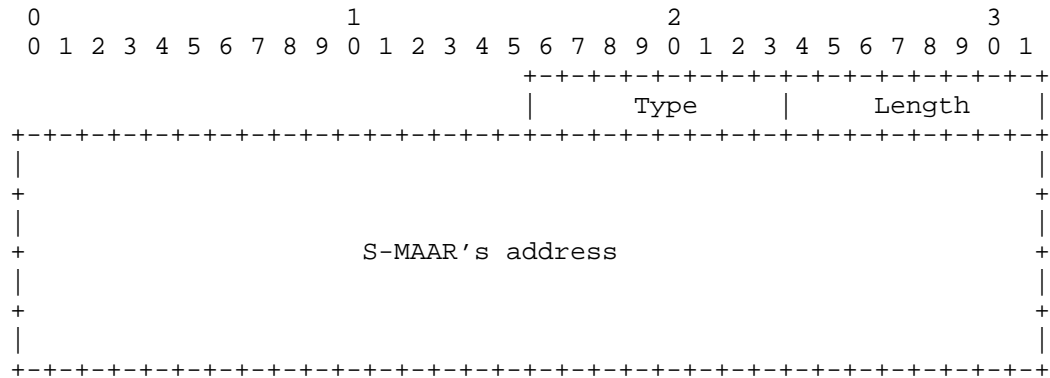 0                   1                   2                   3
 0 1 2 3 4 5 6 7 8 9 0 1 2 3 4 5 6 7 8 9 0 1 2 3 4 5 6 7 8 9 0 1
                                +-+-+-+-+-+-+-+-+-+-+-+-+-+-+-+-+
                                |      Type     |     Length    |
+-+-+-+-+-+-+-+-+-+-+-+-+-+-+-+-+-+-+-+-+-+-+-+-+-+-+-+-+-+-+-+-+
|                                                               |
+                                                               +
|                                                               |
+                     S-MAAR's address                          +
|                                                               |
+                                                               +
|                                                               |
+-+-+-+-+-+-+-+-+-+-+-+-+-+-+-+-+-+-+-+-+-+-+-+-+-+-+-+-+-+-+-+-+